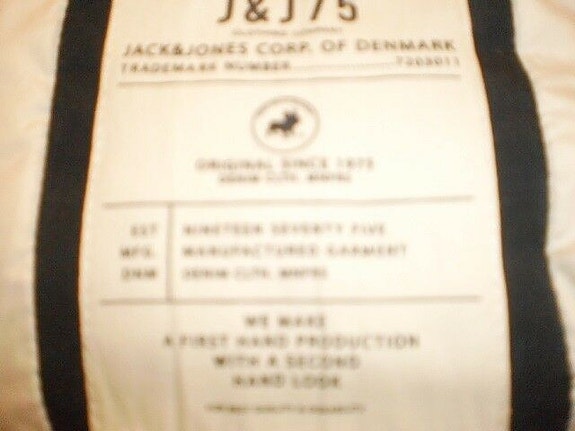 J&J/75
JACK&JONES CORP. OF DENMARK
TRADEMARK NUMBER
ORIGINAL SINCE 1975
EST NINETEEN SEVENTY FIVE
MFG. MANUFACTURED GARMENT
DNM
WE MAKE
A FIRST HAND PRODUCTION
WITH A SECOND
HAND LOOK